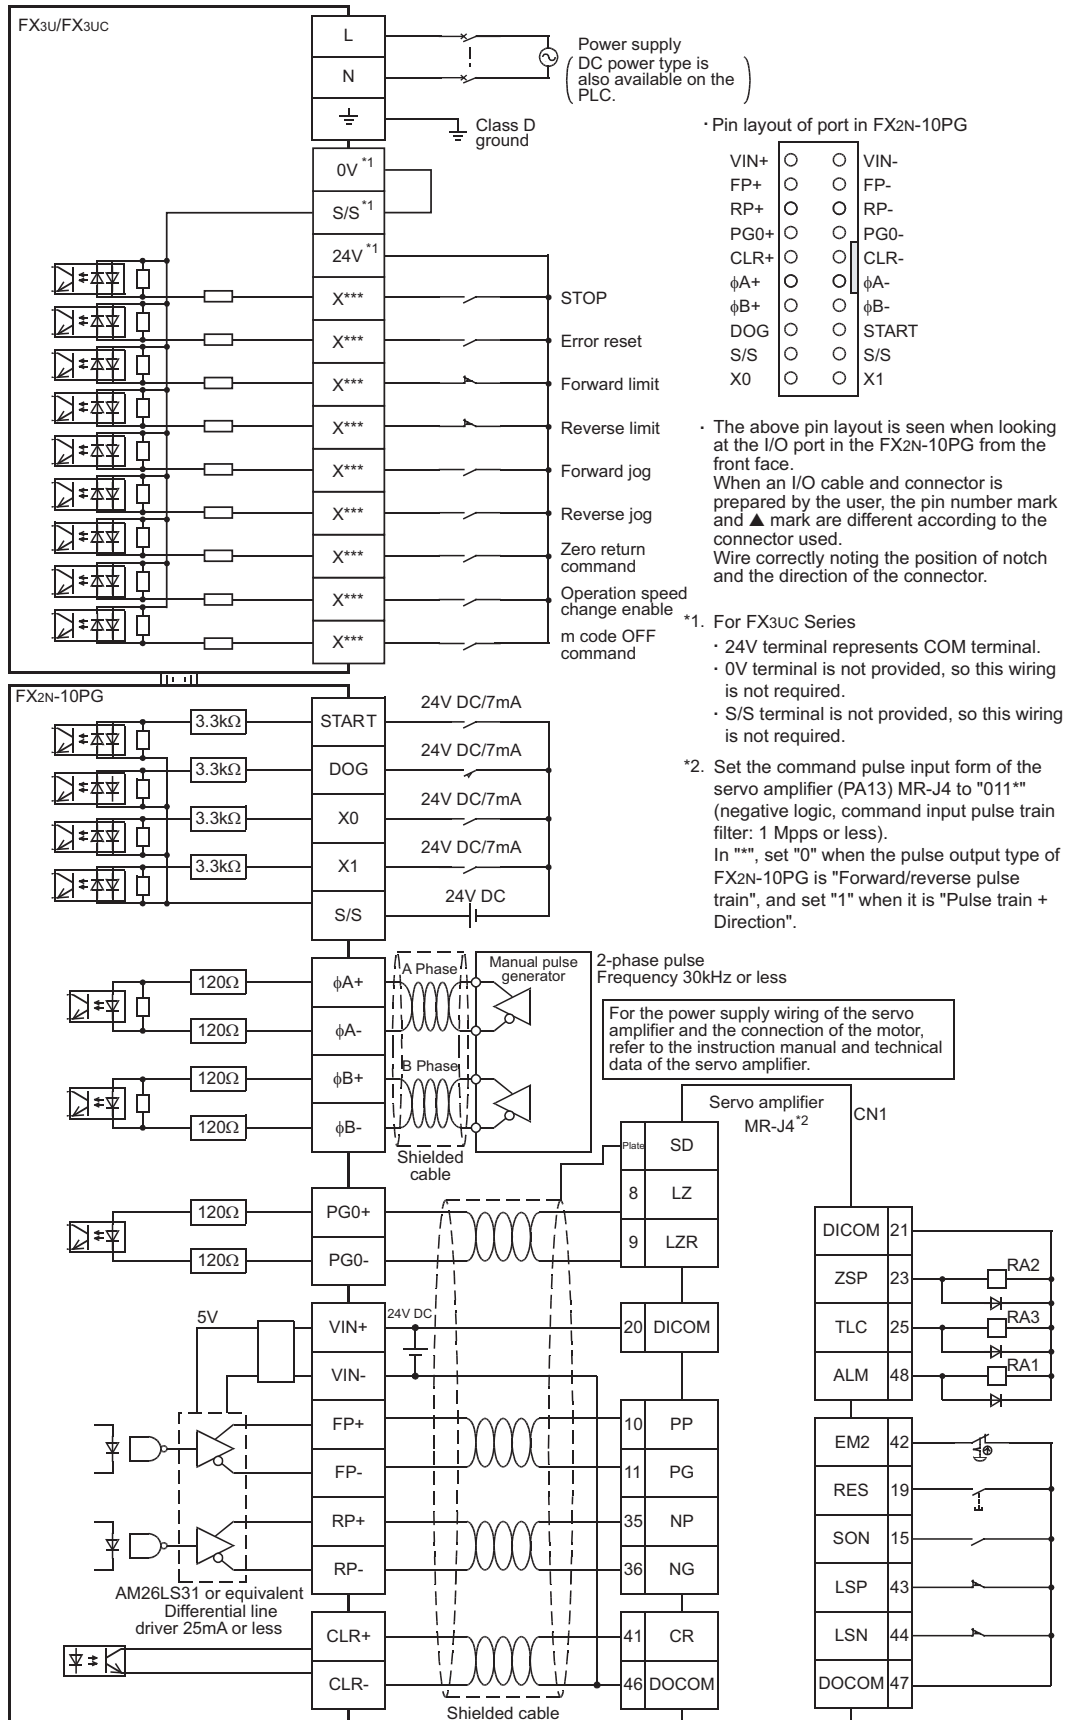 FX3U/FX3UC
L
N
Power supply
DC power type is
also available on the
PLC.
Class D
ground
0V *1
S/S *1
24V *1
X***
STOP
X***
Error reset
X***
Forward limit
X***
Reverse limit
X***
Forward jog
X***
Reverse jog
X***
Zero return
command
X***
Operation speed
change enable
X***
m code OFF
command
· Pin layout of port in FX2N-10PG
VIN+ VIN-
FP+ FP-
RP+ RP-
PG0+ PG0-
CLR+ CLR-
ϕA+ ϕA-
ϕB+ ϕB-
DOG START
S/S S/S
X0 X1
· The above pin layout is seen when looking
at the I/O port in the FX2N-10PG from the
front face.
When an I/O cable and connector is
prepared by the user, the pin number mark
and ▲ mark are different according to the
connector used.
Wire correctly noting the position of notch
and the direction of the connector.
*1. For FX3UC Series
· 24V terminal represents COM terminal.
· 0V terminal is not provided, so this wiring
is not required.
· S/S terminal is not provided, so this wiring
is not required.
*2. Set the command pulse input form of the
servo amplifier (PA13) MR-J4 to "011*"
(negative logic, command input pulse train
filter: 1 Mpps or less).
In "*", set "0" when the pulse output type of
FX2N-10PG is "Forward/reverse pulse
train", and set "1" when it is "Pulse train +
Direction".
FX2N-10PG
3.3kΩ START 24V DC/7mA
3.3kΩ DOG 24V DC/7mA
3.3kΩ X0 24V DC/7mA
3.3kΩ X1 24V DC/7mA
S/S 24V DC
120Ω ϕA+
120Ω ϕA-
A Phase
Manual pulse
generator
2-phase pulse
Frequency 30kHz or less
120Ω ϕB+
120Ω ϕB-
B Phase
Shielded
cable
For the power supply wiring of the servo
amplifier and the connection of the motor,
refer to the instruction manual and technical
data of the servo amplifier.
Servo amplifier
MR-J4*2
CN1
Plate SD
120Ω PG0+
8 LZ
120Ω PG0-
9 LZR
5V
VIN+
24V DC
20 DICOM
VIN-
FP+
10 PP
FP-
11 PG
RP+
35 NP
RP-
36 NG
AM26LS31 or equivalent
Differential line
driver 25mA or less
CLR+
41 CR
CLR-
46 DOCOM
Shielded cable
DICOM 21
ZSP 23
RA2
TLC 25
RA3
ALM 48
RA1
EM2 42
RES 19
SON 15
LSP 43
LSN 44
DOCOM 47